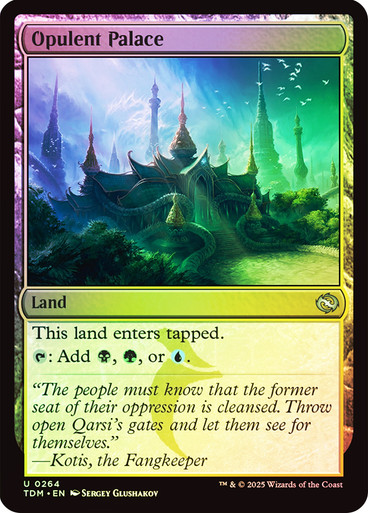 Opulent Palace
Land
This land enters tapped.
: Add , , or .
“The people must know that the former
seat of their oppression is cleansed. Throw
open Qarsi’s gates and let them see for
themselves.”
—Kotis, the Fangkeeper
U 0264
TDM • EN Sergey Glushakov
™ & © 2025 Wizards of the Coast